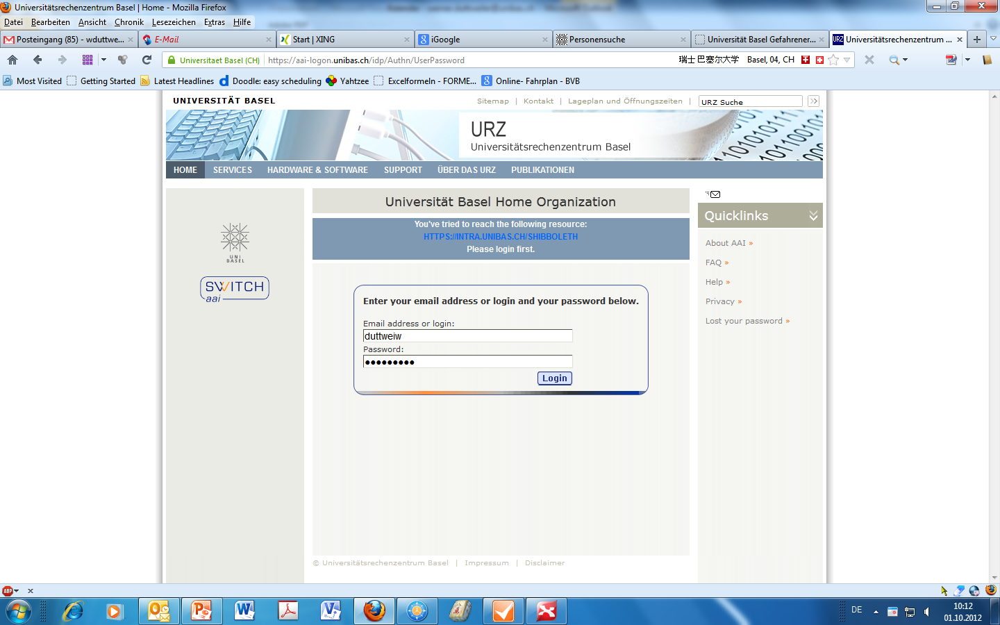 Universitätsrechenzentrum Basel | Home - Mozilla Firefox
Datei Bearbeiten Ansicht Chronik Lesezeichen Extras Hilfe
Posteingang (85) - wduttwe... E-Mail Start | XING iGoogle Personensuche Universität Basel Gefahrener... URZ Universitätsrechenzentrum ...
Universitaet Basel (CH) https://aai-logon.unibas.ch/idp/Authn/UserPassword 瑞士 巴塞尔大学 Basel, 04, CH
Most Visited Getting Started Latest Headlines Doodle: easy scheduling Yahtzee Excelformeln - FORME... Online- Fahrplan - BVB
UNIVERSITÄT BASEL
Sitemap | Kontakt | Lageplan und Öffnungszeiten | URZ Suche
URZ
Universitätsrechenzentrum Basel
HOME SERVICES HARDWARE & SOFTWARE SUPPORT ÜBER DAS URZ PUBLIKATIONEN
UNI
BASEL
SWITCH
aai
Universität Basel Home Organization
You've tried to reach the following resource:
HTTPS://INTRA.UNIBAS.CH/SHIBBOLETH
Please login first.
Enter your email address or login and your password below.
Email address or login:
duttweiw
Password:
●●●●●●●●●
Login
Quicklinks
About AAI »
FAQ »
Help »
Privacy »
Lost your password »
© Universitätsrechenzentrum Basel | Impressum | Disclaimer
ABP
DE
10:12
01.10.2012